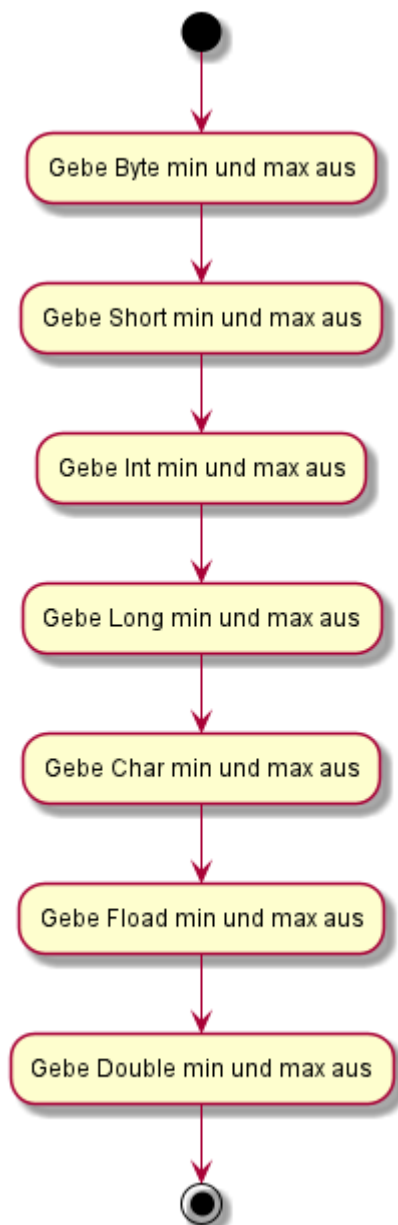 Gebe Byte min und max aus
Gebe Short min und max aus
Gebe Int min und max aus
Gebe Long min und max aus
Gebe Char min und max aus
Gebe Fload min und max aus
Gebe Double min und max aus